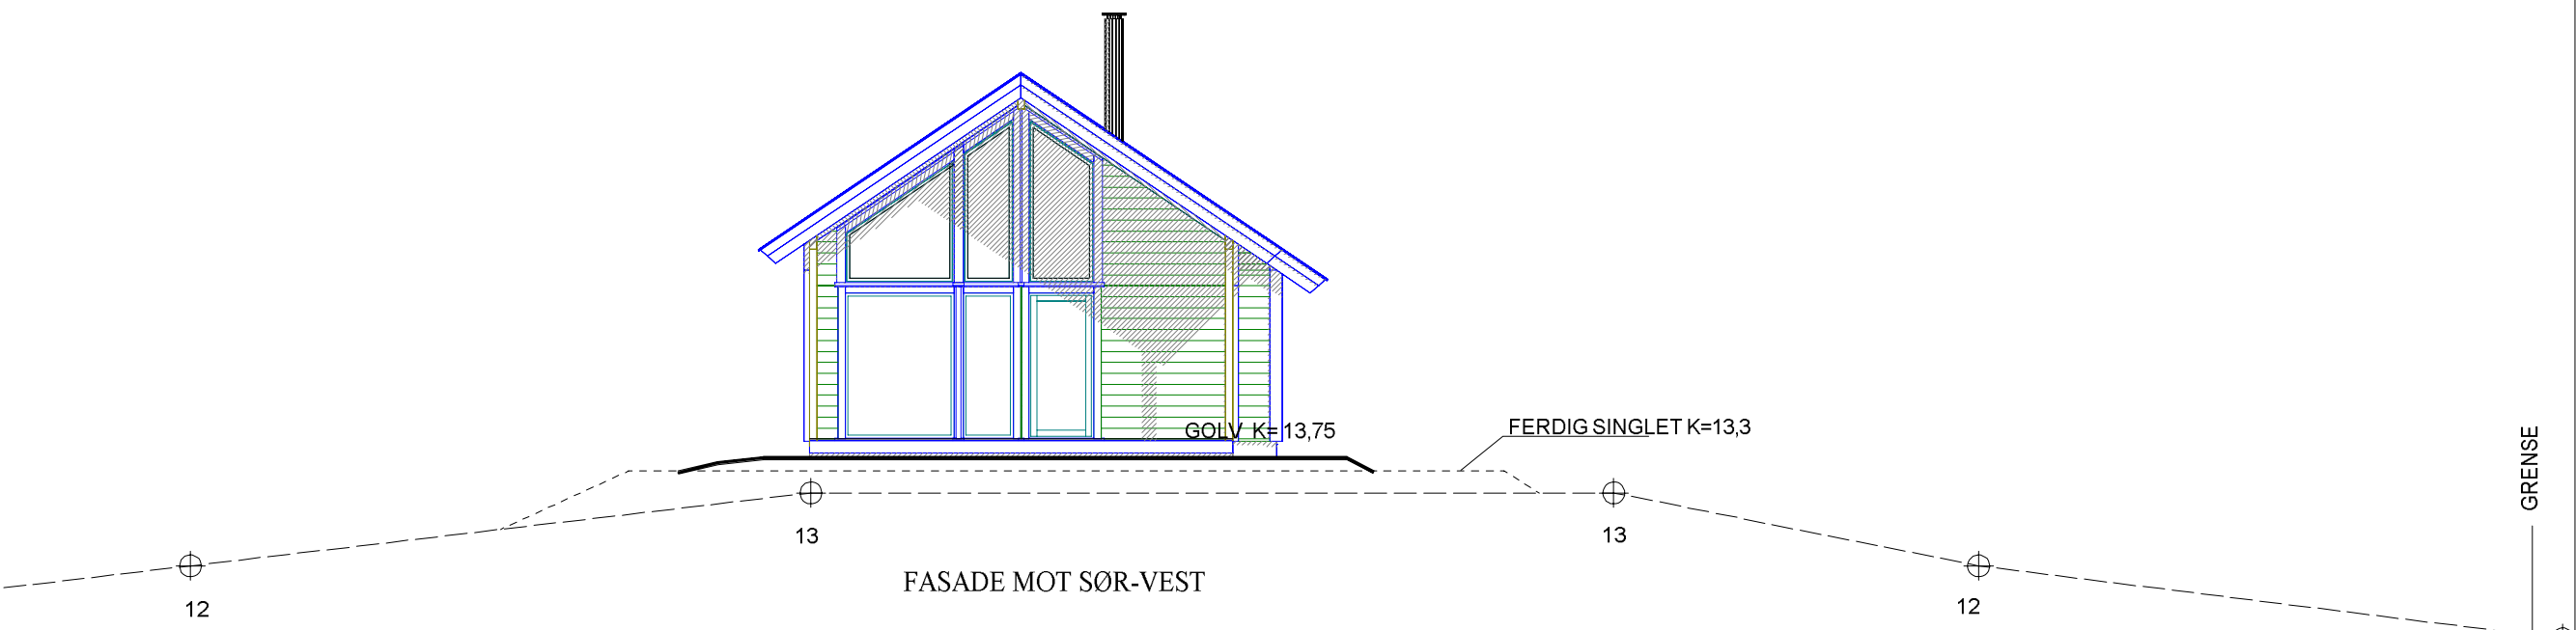 GOLV K= 13,75
FERDIG SINGLET K=13,3
GRENSE
13
13
FASADE MOT SØR-VEST
12
12